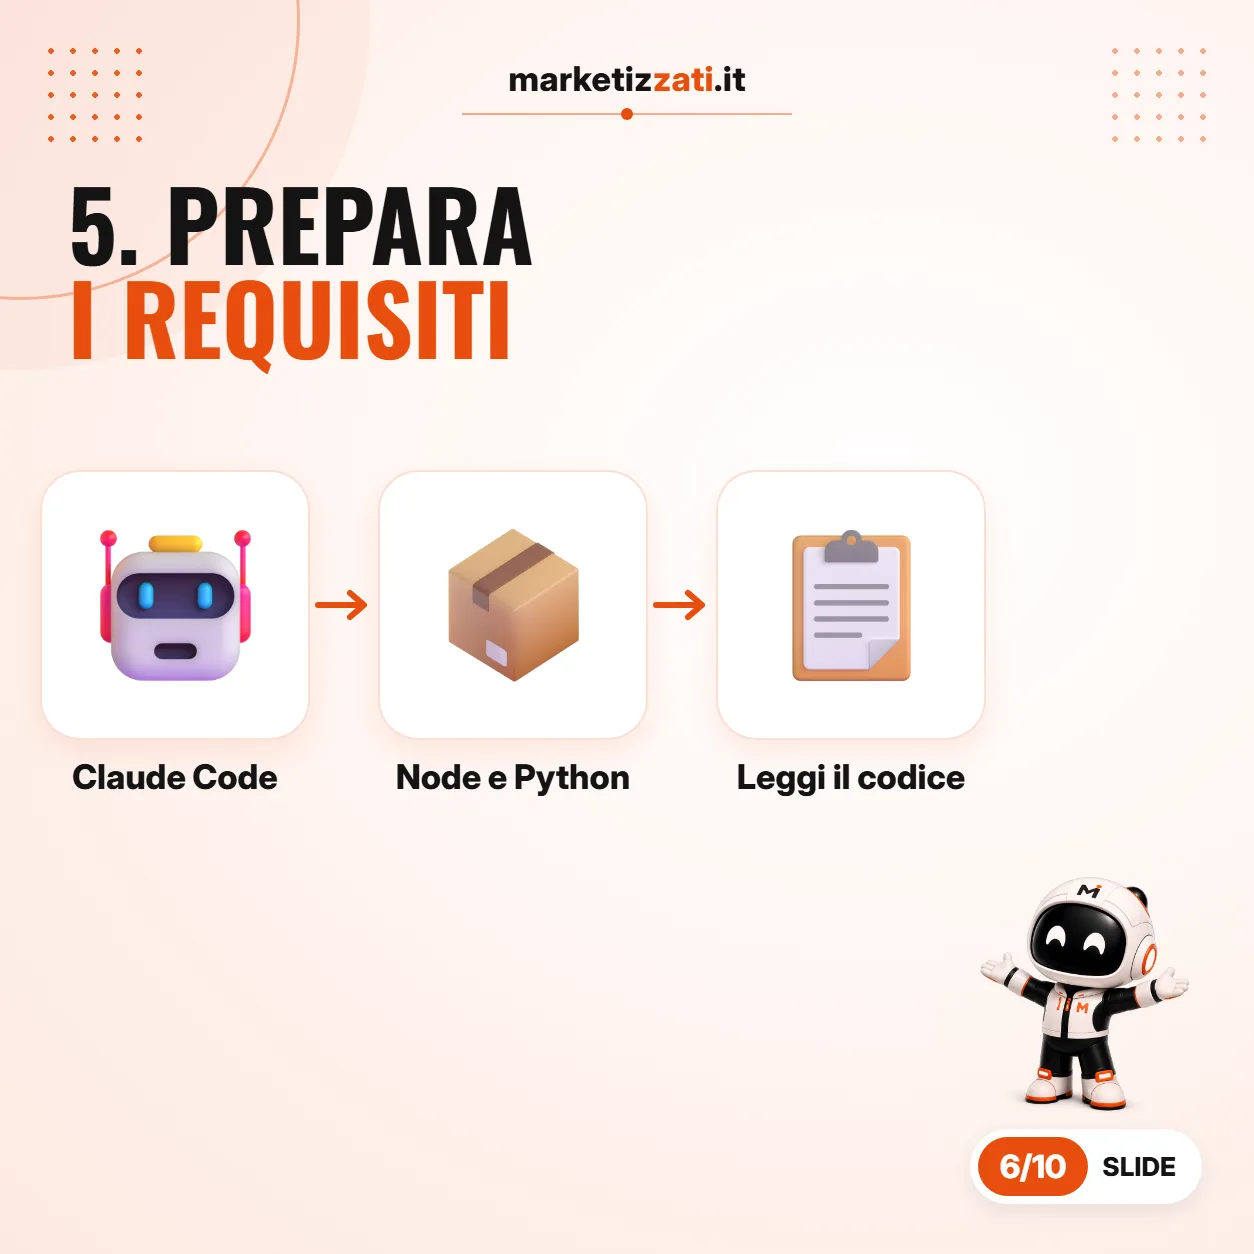 marketizzati.it
5. PREPARA
I REQUISITI
Claude Code
Node e Python
Leggi il codice
M
M
6/10 SLIDE